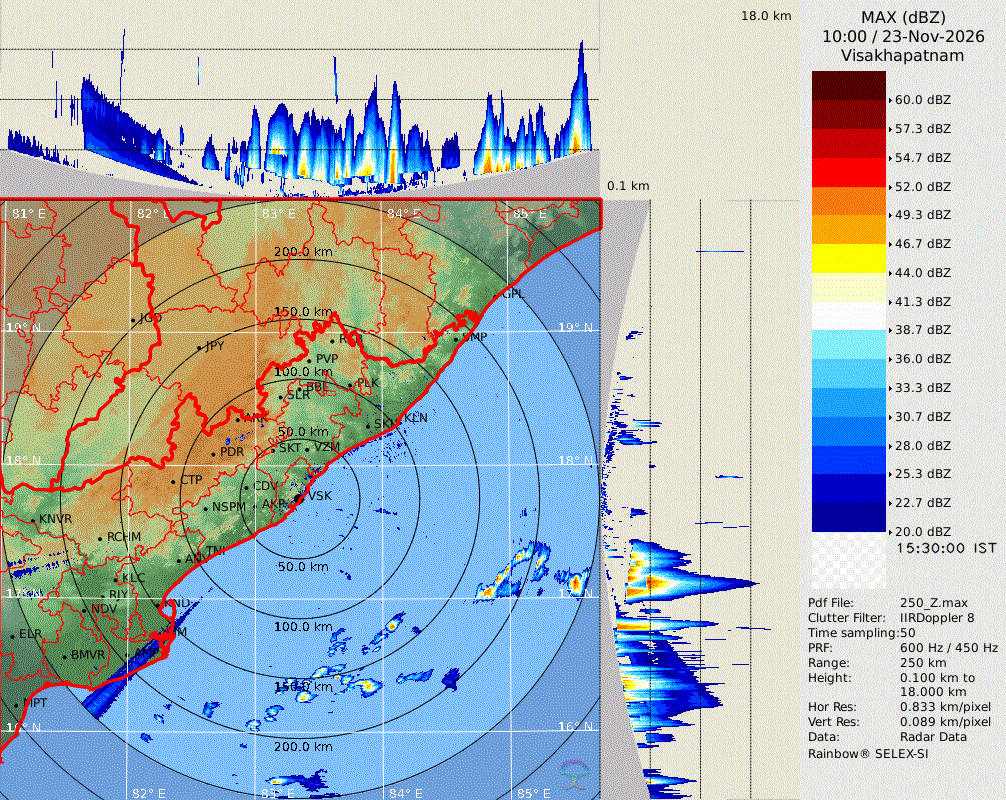 18.0 km
MAX (dBZ)
10:00 / 23-Nov-2026
Visakhapatnam
60.0 dBZ
57.3 dBZ
54.7 dBZ
52.0 dBZ
49.3 dBZ
46.7 dBZ
44.0 dBZ
41.3 dBZ
38.7 dBZ
36.0 dBZ
33.3 dBZ
30.7 dBZ
28.0 dBZ
25.3 dBZ
22.7 dBZ
20.0 dBZ
15:30:00 IST
Pdf File: 250_Z.max
Clutter Filter: IIRDoppler 8
Time sampling:50
PRF: 600 Hz / 450 Hz
Range: 250 km
Height: 0.100 km to
18.000 km
Hor Res: 0.833 km/pixel
Vert Res: 0.089 km/pixel
Data: Radar Data
Rainbow® SELEX-SI
0.1 km
81° E 82° E 83° E 84° E 85° E
200.0 km
GPL
150.0 km
19° N 19° N
JPY
PVP
100.0 km
PLK
SLR
KLN
50.0 km
PDR
SKT
VZM
18° N 18° N
CTP
CDV
VSK
NSPM
AKP
KNVR
RCHM
TNI
50.0 km
KLC
RJY
17° N 17° N
NDV
KND
100.0 km
ELR
BMVR
150.0 km
MPT
16° N 16° N
200.0 km
82° E 83° E 84° E 85° E